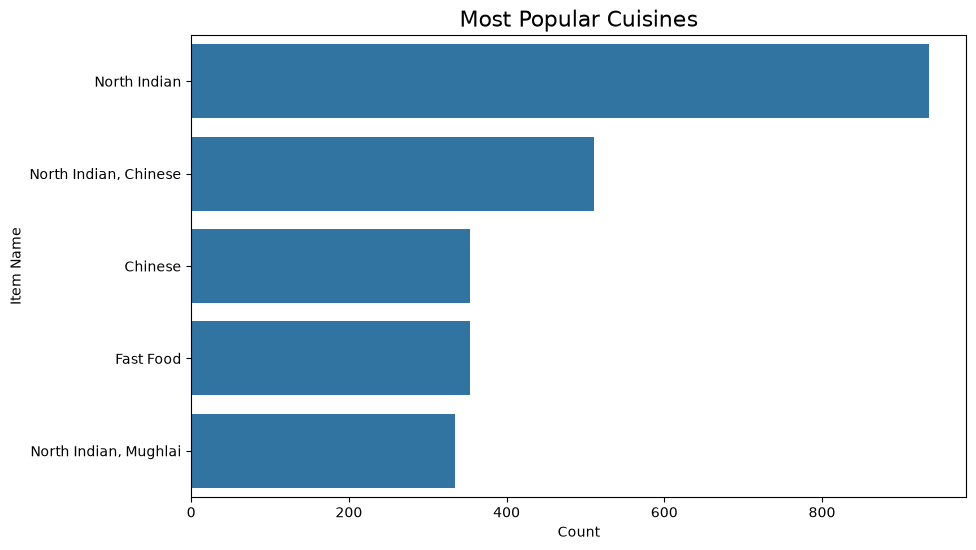 Most Popular Cuisines
North Indian
North Indian, Chinese
Chinese
Fast Food
North Indian, Mughlai
Item Name
0 200 400 600 800
Count